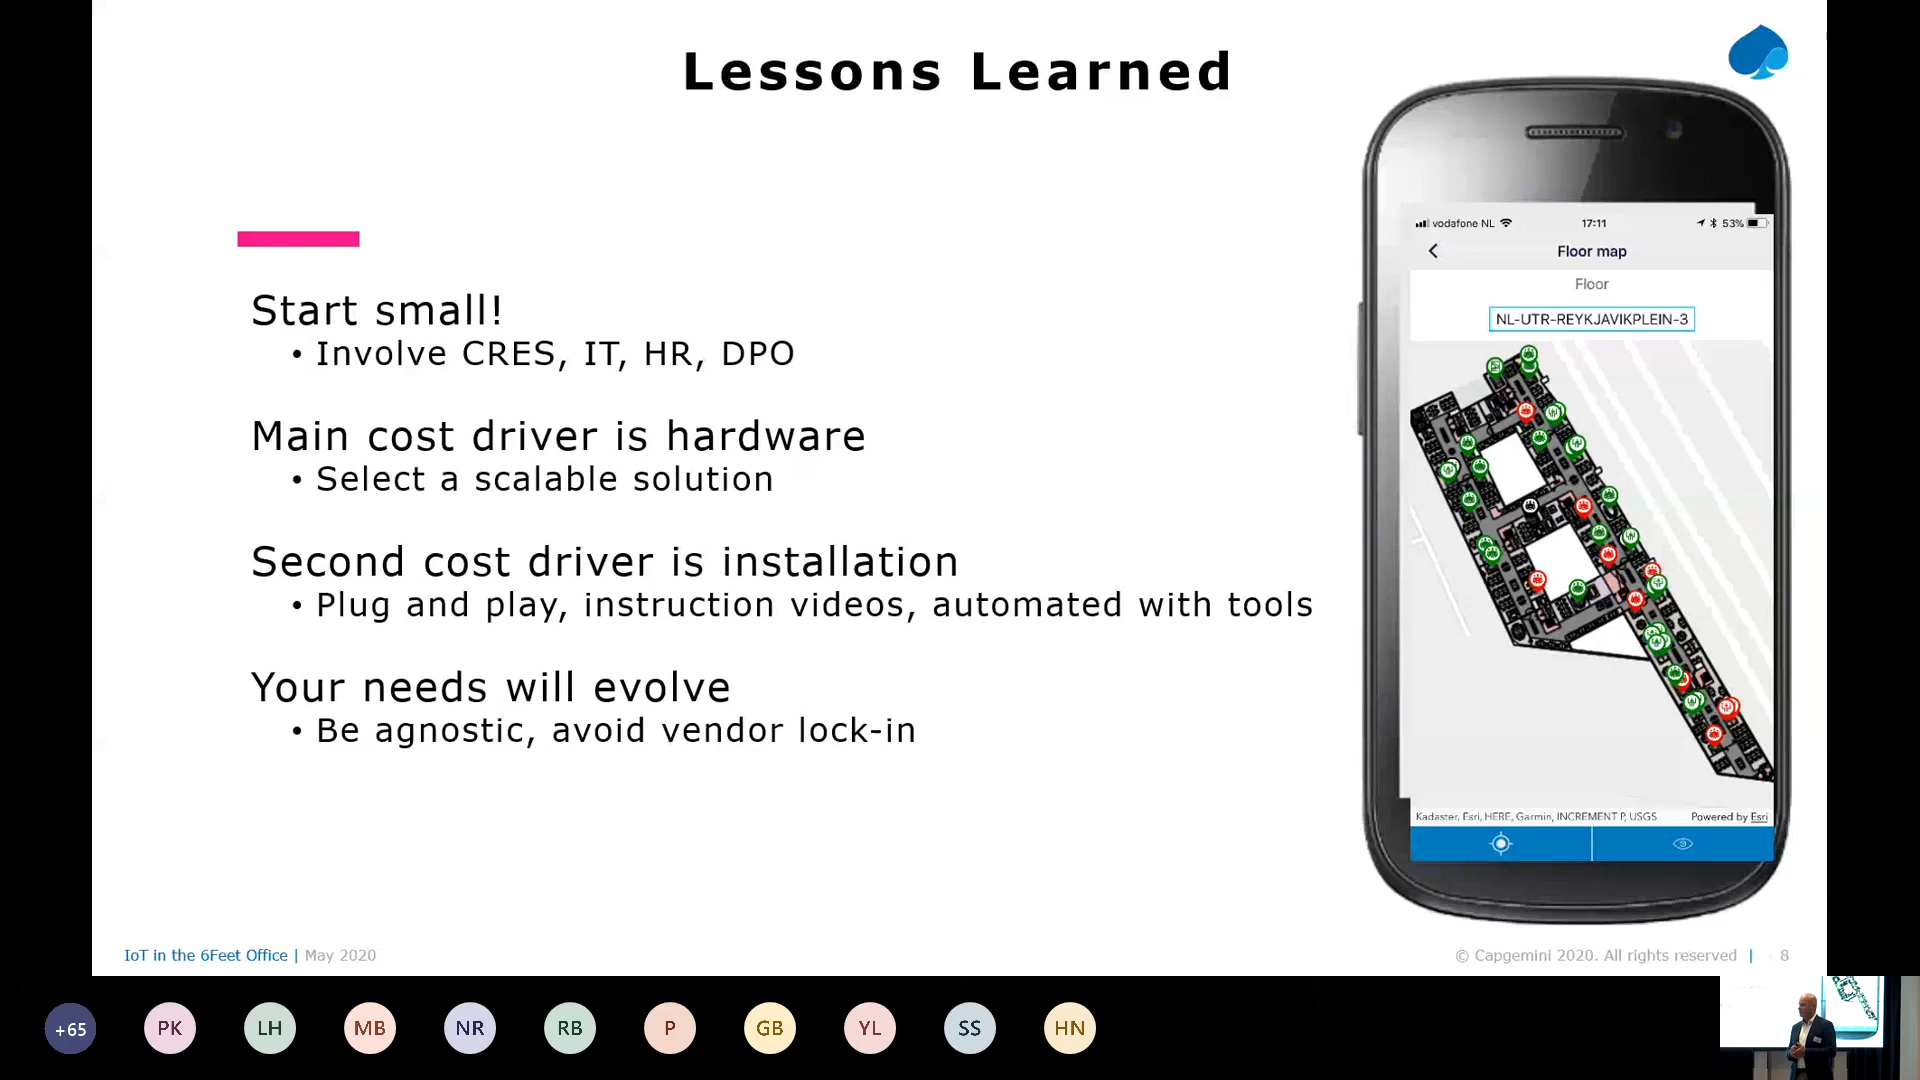 Lessons Learned
Start small!
• Involve CRES, IT, HR, DPO
Main cost driver is hardware
• Select a scalable solution
Second cost driver is installation
• Plug and play, instruction videos, automated with tools
Your needs will evolve
• Be agnostic, avoid vendor lock-in
vodafone NL 17:11 53%
Floor map
Floor
NL-UTR-REYKJAVIKPLEIN-3
Kadaster, Esri, HERE, Garmin, INCREMENT P, USGS Powered by Esri
IoT in the 6Feet Office | May 2020
© Capgemini 2020. All rights reserved | 8
+65 PK LH MB NR RB P GB YL SS HN